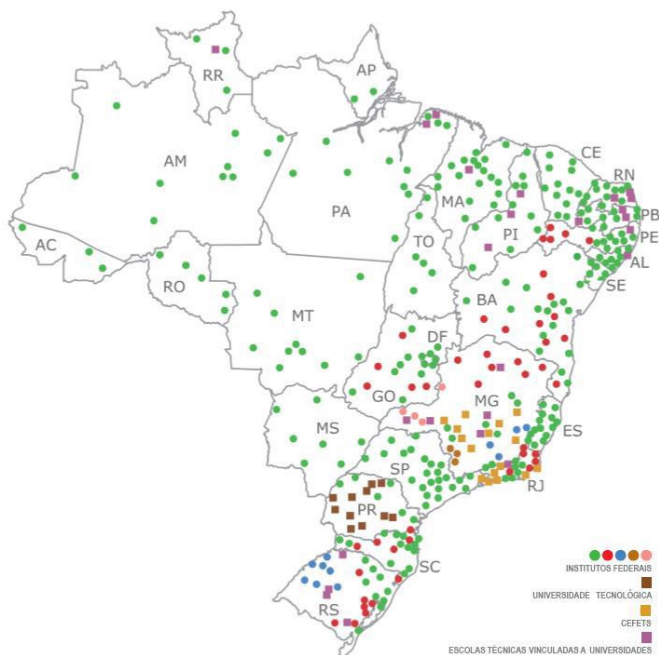 RR
AP
AM
PA
MA
CE
RN
PB
PE
AL
SE
PI
TO
AC
RO
MT
BA
DF
GO
MG
ES
MS
SP
RJ
PR
SC
RS
INSTITUTOS FEDERAIS
UNIVERSIDADE TECNOLÓGICA
CEFETS
ESCOLAS TÉCNICAS VINCULADAS A UNIVERSIDADES